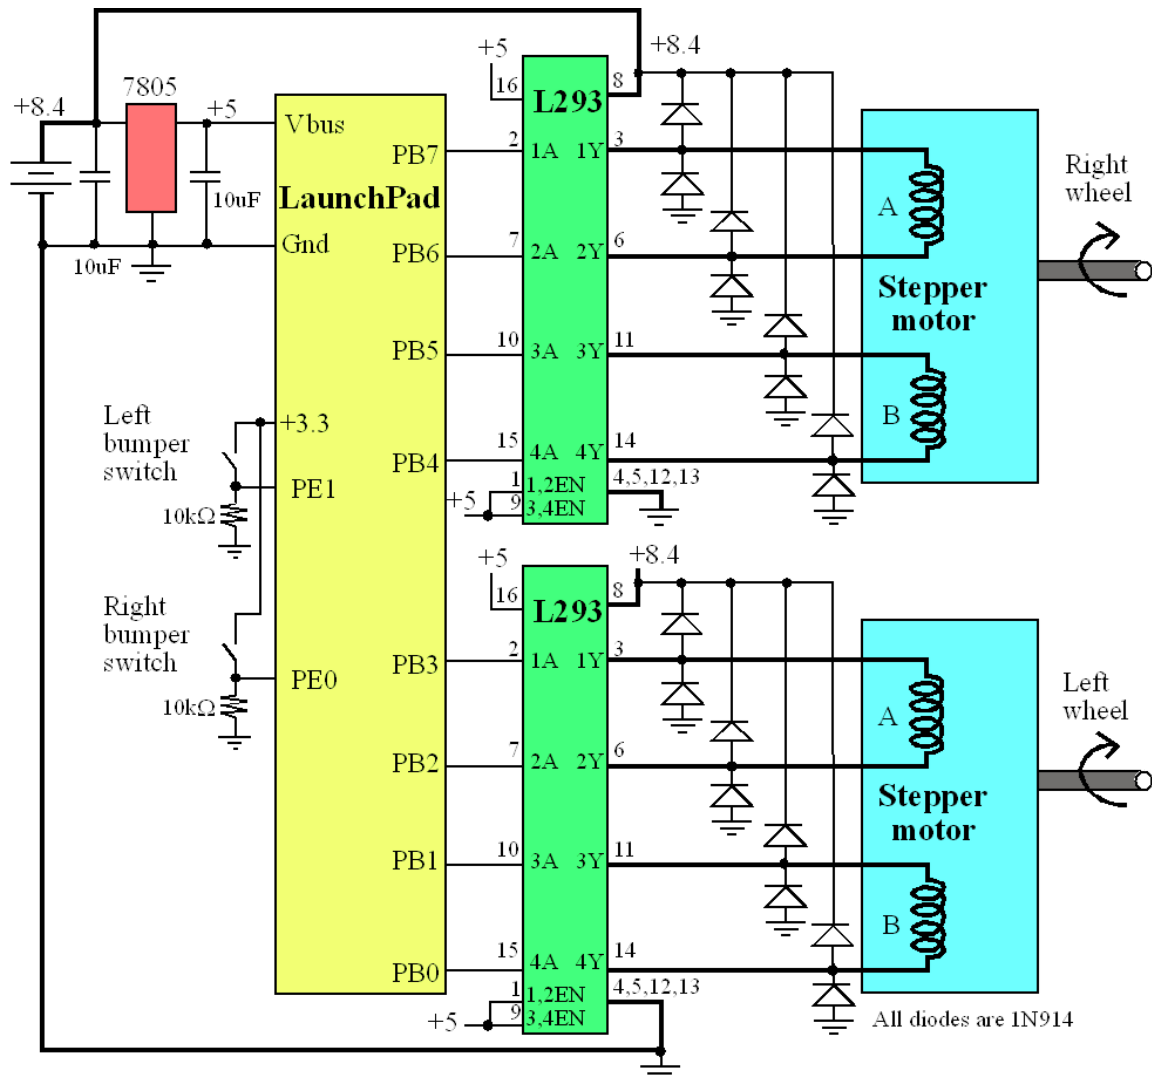 +8.4
7805
+5
10uF
10uF
Vbus
LaunchPad
Gnd
PB7
PB6
PB5
PB4
+3.3
PE1
PE0
PB3
PB2
PB1
PB0
Left
bumper
switch
10kΩ
Right
bumper
switch
10kΩ
+5
16
L293
8
+8.4
2
1A
1Y
3
7
2A
2Y
6
10
3A
3Y
11
15
4A
4Y
14
1
1,2EN
4,5,12,13
+5
9
3,4EN
A
Stepper
motor
B
Right
wheel
+5
16
L293
8
+8.4
2
1A
1Y
3
7
2A
2Y
6
10
3A
3Y
11
15
4A
4Y
14
1
1,2EN
4,5,12,13
+5
9
3,4EN
A
Stepper
motor
B
Left
wheel
All diodes are 1N914